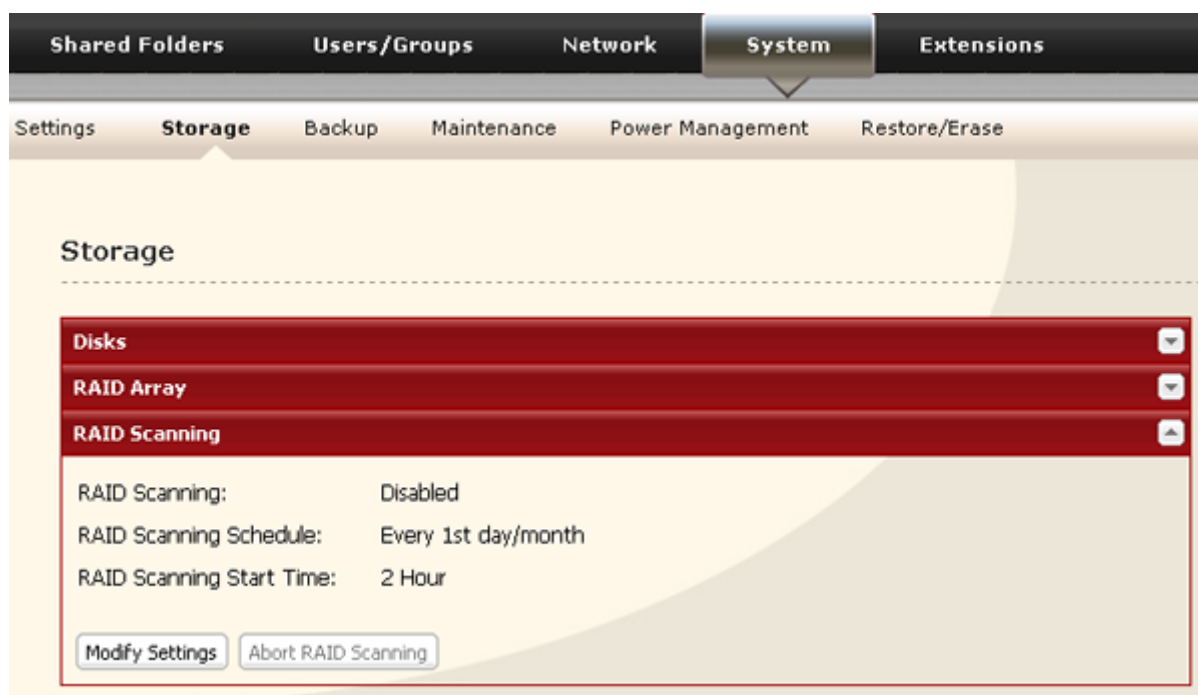 Shared Folders Users/Groups Network System Extensions
Settings Storage Backup Maintenance Power Management Restore/Erase
Storage
Disks
RAID Array
RAID Scanning
RAID Scanning: Disabled
RAID Scanning Schedule: Every 1st day/month
RAID Scanning Start Time: 2 Hour
Modify Settings Abort RAID Scanning